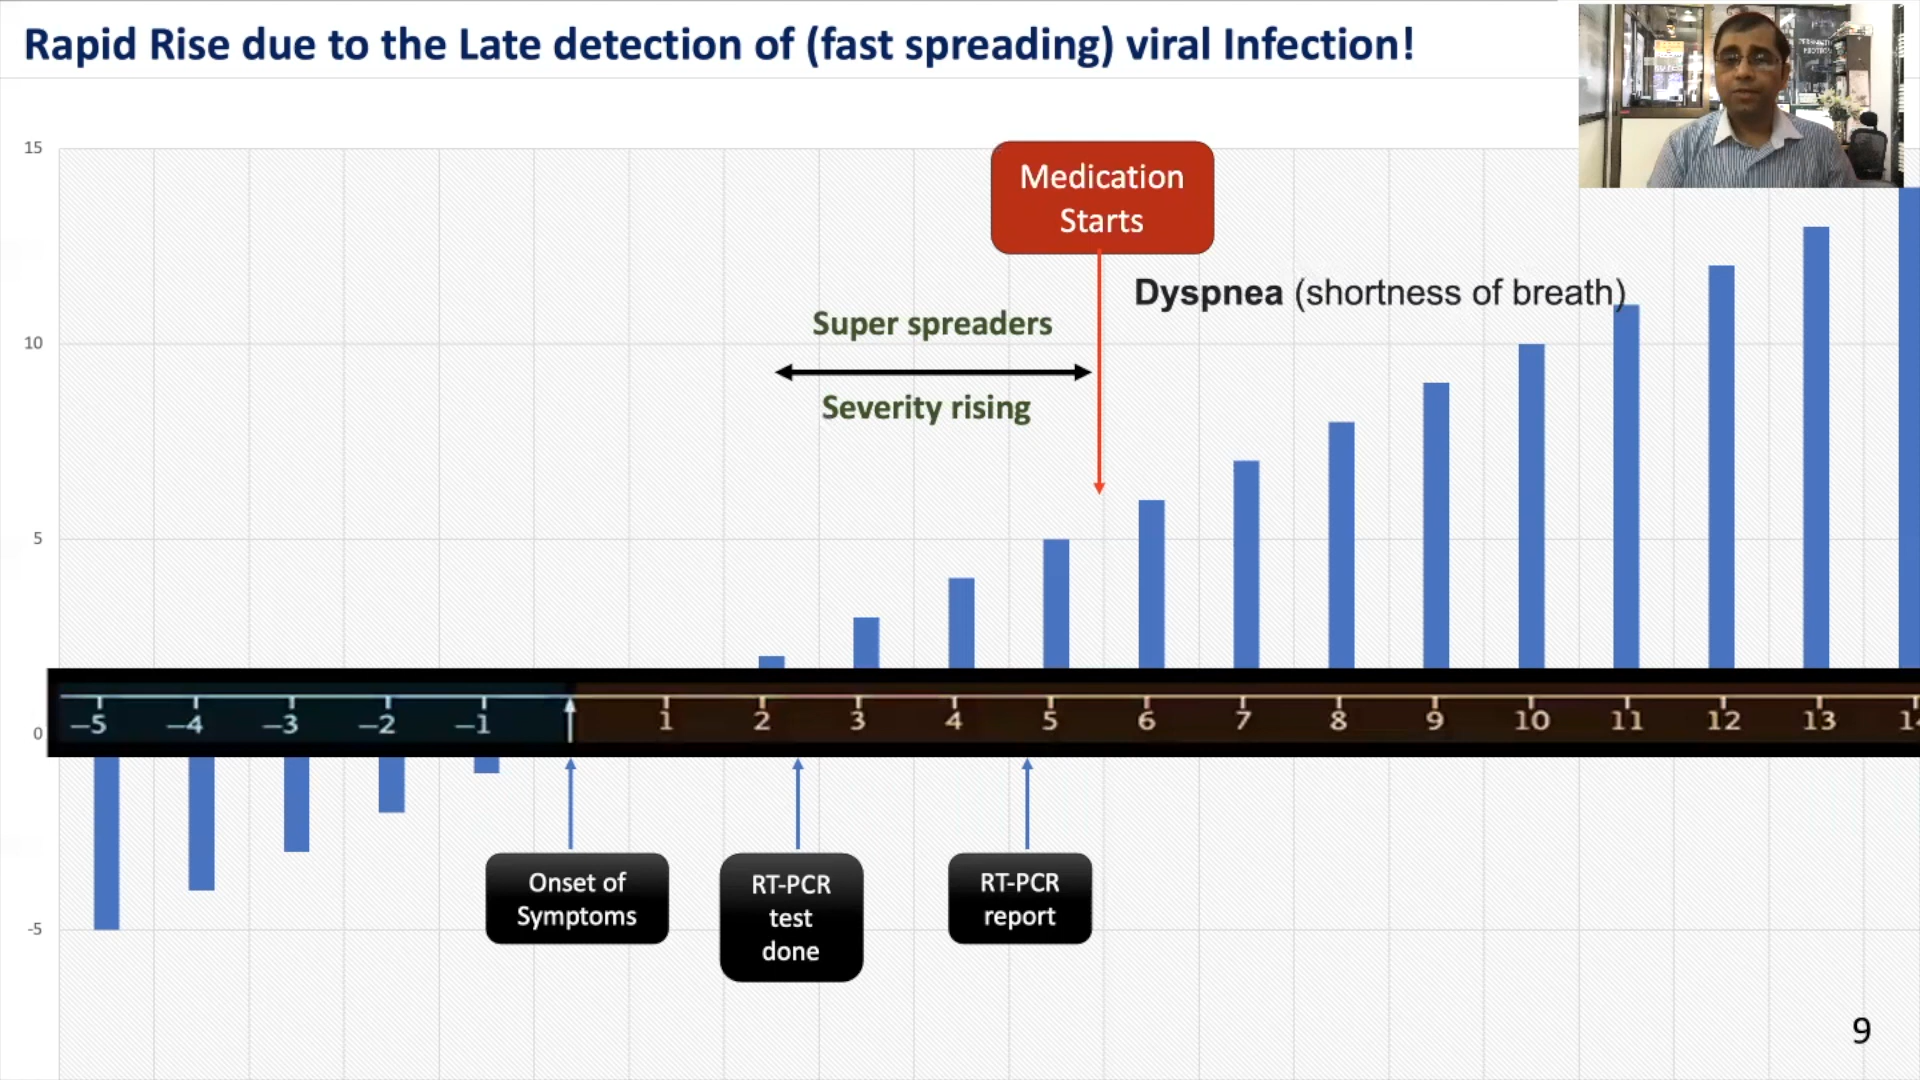 Rapid Rise due to the Late detection of (fast spreading) viral Infection!
15
Medication
Starts
Dyspnea (shortness of breath)
Super spreaders
10
Severity rising
5
–5 –4 –3 –2 –1 1 2 3 4 5 6 7 8 9 10 11 12 13
0
Onset of
Symptoms
RT-PCR
test
done
RT-PCR
report
-5
9